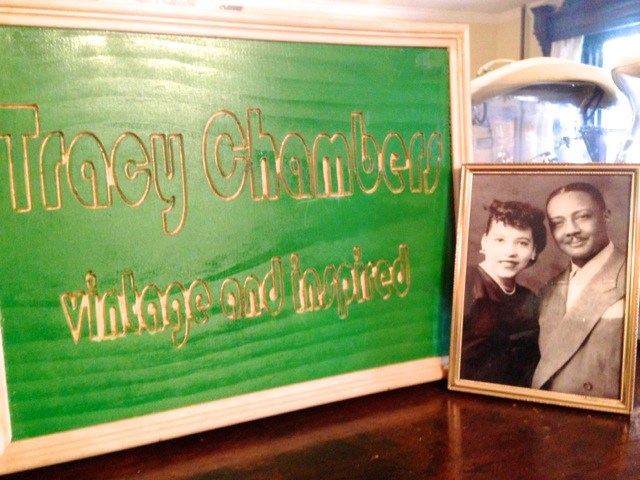 Tracy Chambers
vintage and inspired